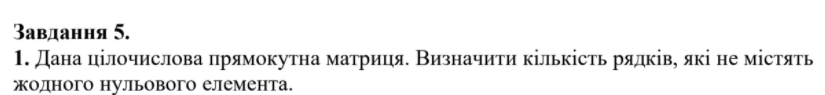 Завдання 5.
1. Дана цілочислова прямокутна матриця. Визначити кількість рядків, які не містять
жодного нульового елемента.